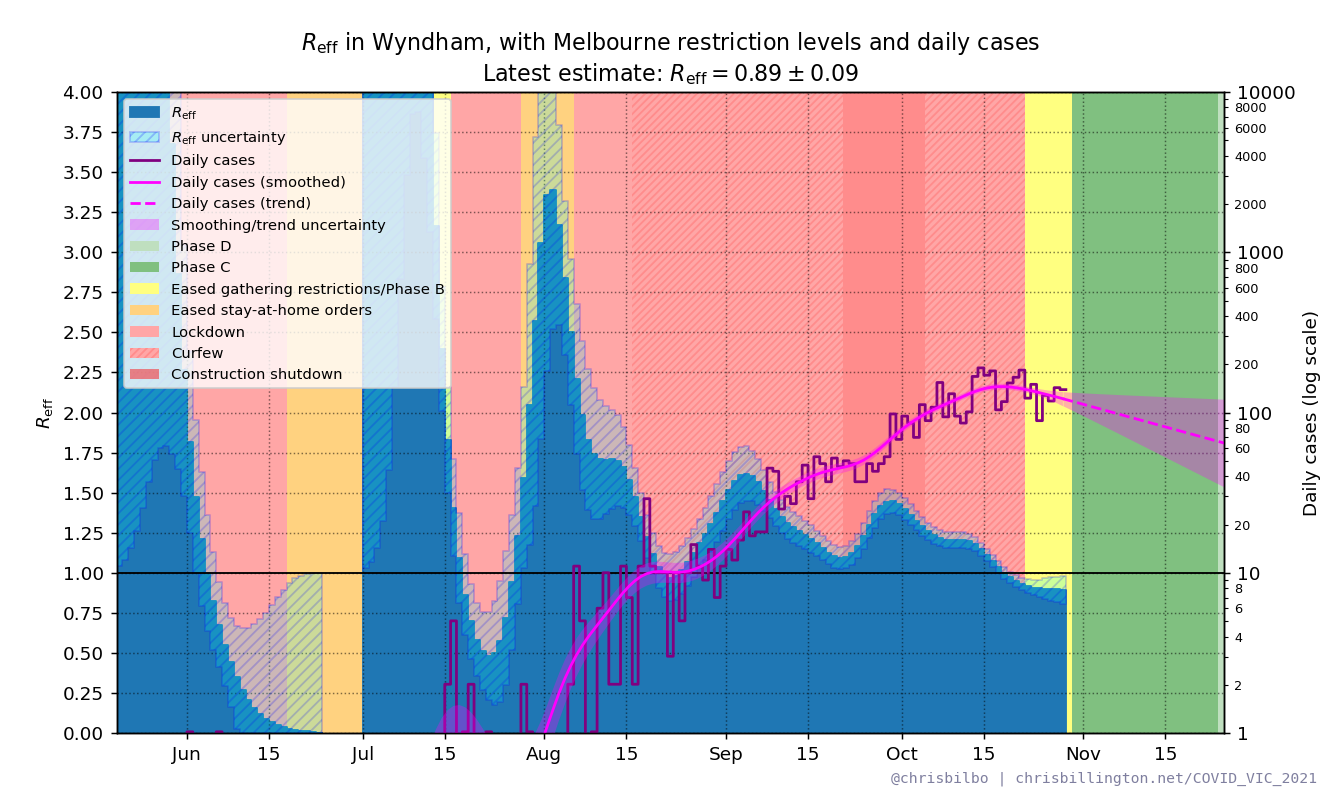 Reff in Wyndham, with Melbourne restriction levels and daily cases
Latest estimate: Reff = 0.89 ± 0.09
Reff
4.00
3.75
3.50
3.25
3.00
2.75
2.50
2.25
2.00
1.75
1.50
1.25
1.00
0.75
0.50
0.25
0.00
Reff
Reff uncertainty
Daily cases
Daily cases (smoothed)
Daily cases (trend)
Smoothing/trend uncertainty
Phase D
Phase C
Eased gathering restrictions/Phase B
Eased stay-at-home orders
Lockdown
Curfew
Construction shutdown
10000
8000
6000
4000
2000
1000
800
600
400
200
100
80
60
40
20
10
8
6
4
2
1
Daily cases (log scale)
Jun 15 Jul 15 Aug 15 Sep 15 Oct 15 Nov 15
@chrisbilbo | chrisbillington.net/COVID_VIC_2021